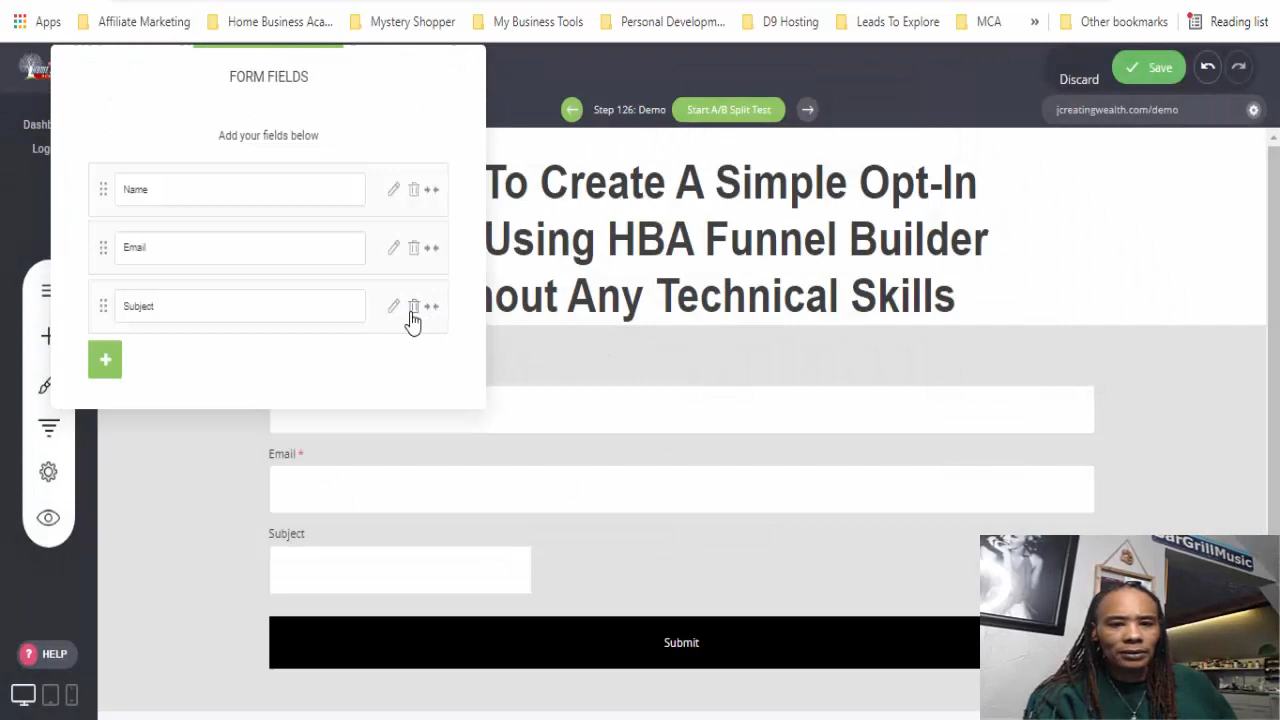 Apps Affiliate Marketing Home Business Aca... Mystery Shopper My Business Tools Personal Developm... D9 Hosting Leads To Explore MCA » Other bookmarks Reading list
FORM FIELDS
Discard Save
Step 126: Demo Start A/B Split Test
jcreatingwealth.com/demo
Dashb
Log
Add your fields below
Name
Email
Subject
+
To Create A Simple Opt-In
Using HBA Funnel Builder
hout Any Technical Skills
Email *
Subject
Submit
BarGrillMusic
? HELP